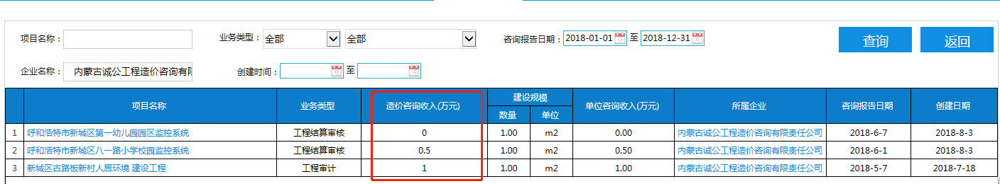 项目名称： 业务类型： 全部 全部 咨询报告日期： 2018-01-01 至 2018-12-31 查询 返回
企业名称： 内蒙古诚公工程造价咨询有限 创建时间： 至
项目名称 业务类型 造价咨询收入(万元) 建设规模 单位咨询收入(万元) 所属企业 咨询报告日期 创建日期
数量 单位
1 呼和浩特市新城区第一幼儿园园区监控系统 工程结算审核 0 1.00 m2 0.00 内蒙古诚公工程造价咨询有限责任公司 2018-6-7 2018-8-3
2 呼和浩特市新城区八一路小学校园监控系统 工程结算审核 0.5 1.00 m2 0.50 内蒙古诚公工程造价咨询有限责任公司 2018-6-1 2018-8-3
3 新城区古路板新村人居环境 建设工程 工程审计 1 1.00 m2 1.00 内蒙古诚公工程造价咨询有限责任公司 2018-5-7 2018-7-18